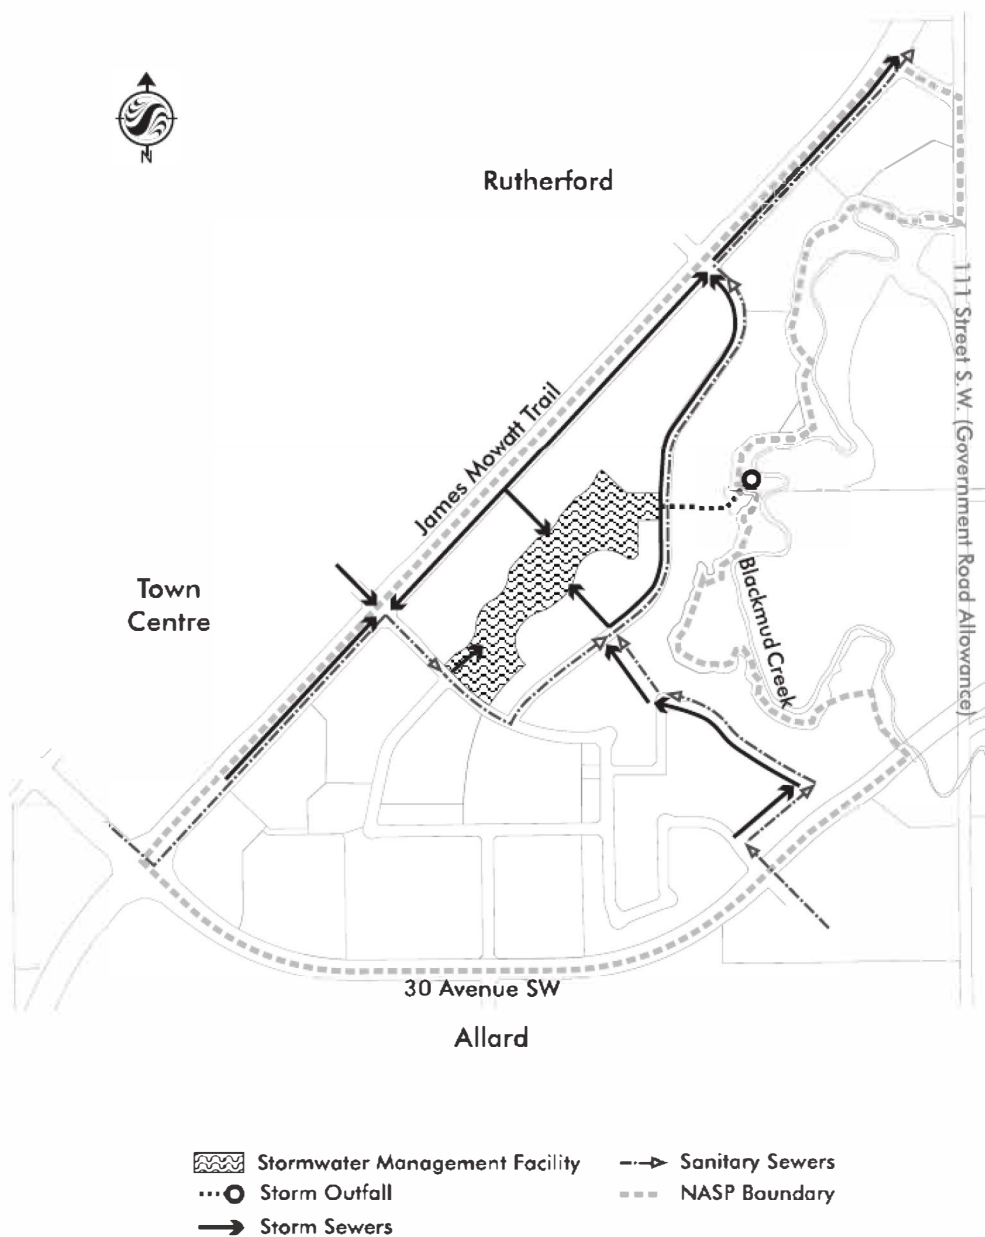 N
Rutherford
111 Street S.W. (Government Road Allowance)
James Mowatt Trail
Town
Centre
Blackmud Creek
30 Avenue SW
Allard
Stormwater Management Facility
Storm Outfall
Storm Sewers
Sanitary Sewers
NASP Boundary